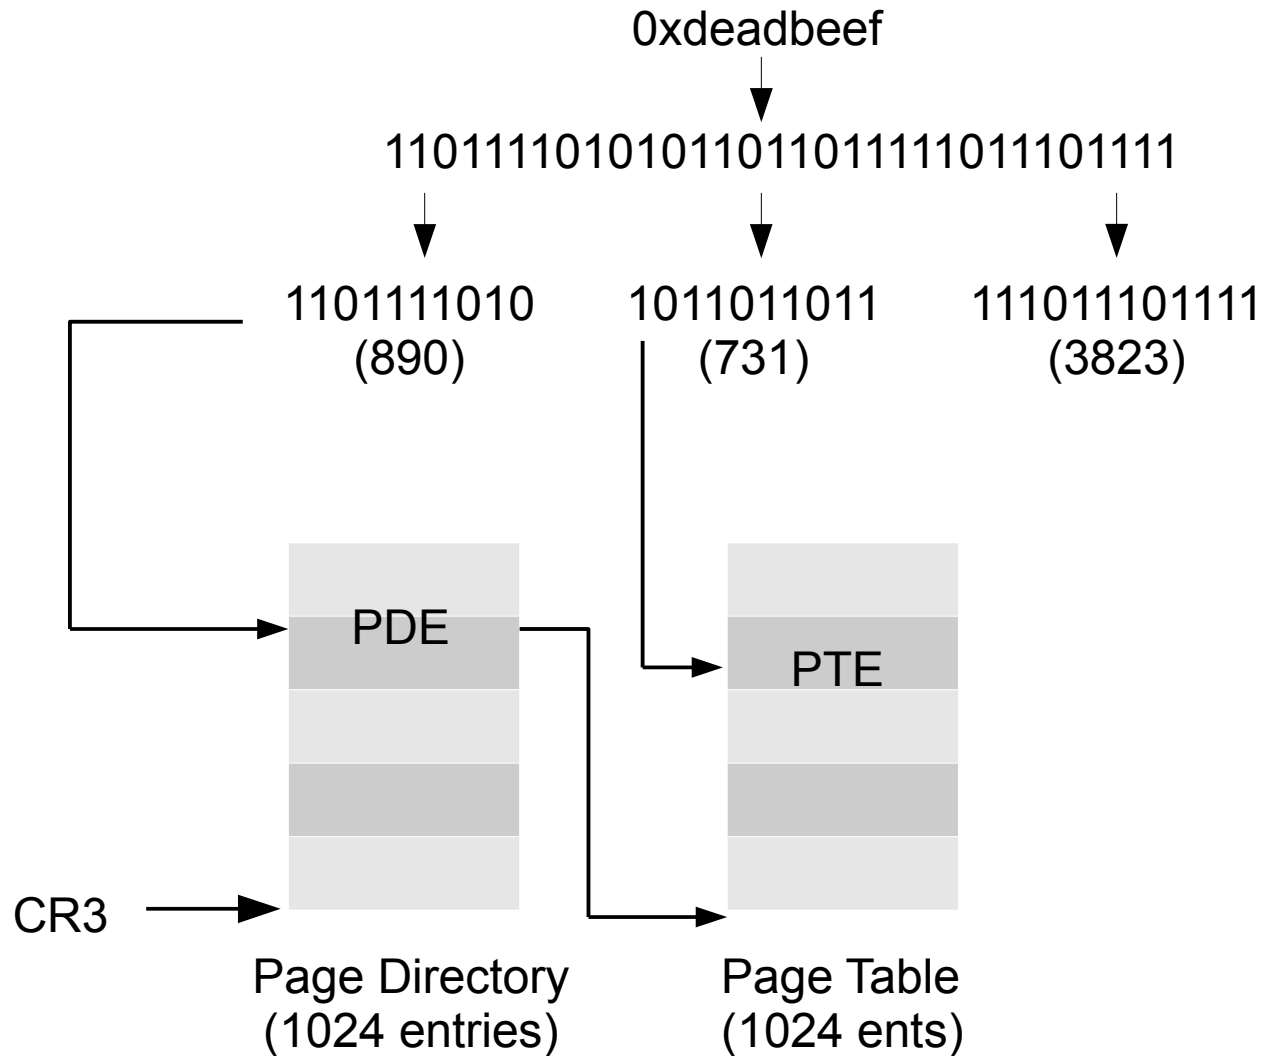 0xdeadbeef
11011110101011011011111011101111
1101111010 1011011011 111011101111
(890) (731) (3823)
PDE
PTE
CR3
Page Directory
(1024 entries)
Page Table
(1024 ents)